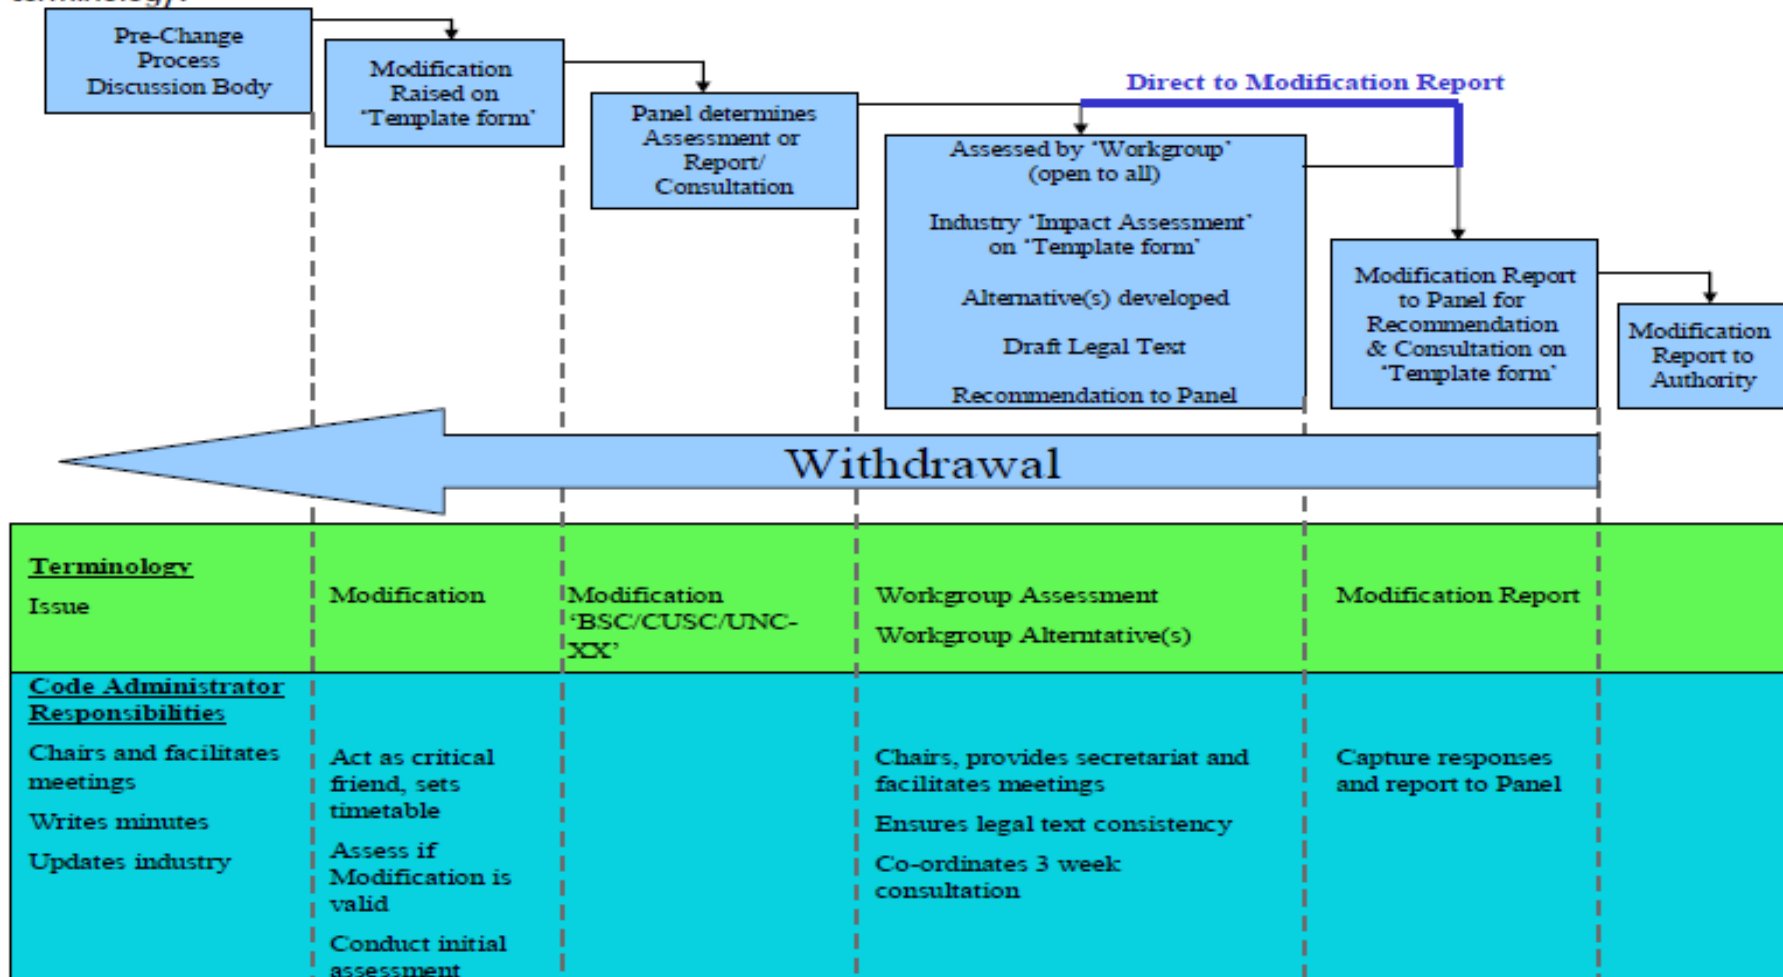 terminology.
Pre-Change
Process
Discussion Body
Modification
Raised on
‘Template form’
Panel determines
Assessment or
Report/
Consultation
Direct to Modification Report
Assessed by ‘Workgroup’
(open to all)
Industry ‘Impact Assessment’
on ‘Template form’
Alternative(s) developed
Draft Legal Text
Recommendation to Panel
Modification Report
to Panel for
Recommendation
& Consultation on
‘Template form’
Modification
Report to
Authority
Withdrawal
Terminology
Issue
Modification
Modification
‘BSC/CUSC/UNC-
XX’
Workgroup Assessment
Workgroup Alterntative(s)
Modification Report
Code Administrator
Responsibilities
Chairs and facilitates
meetings
Writes minutes
Updates industry
Act as critical
friend, sets
timetable
Assess if
Modification is
valid
Conduct initial
assessment
Chairs, provides secretariat and
facilitates meetings
Ensures legal text consistency
Co-ordinates 3 week
consultation
Capture responses
and report to Panel